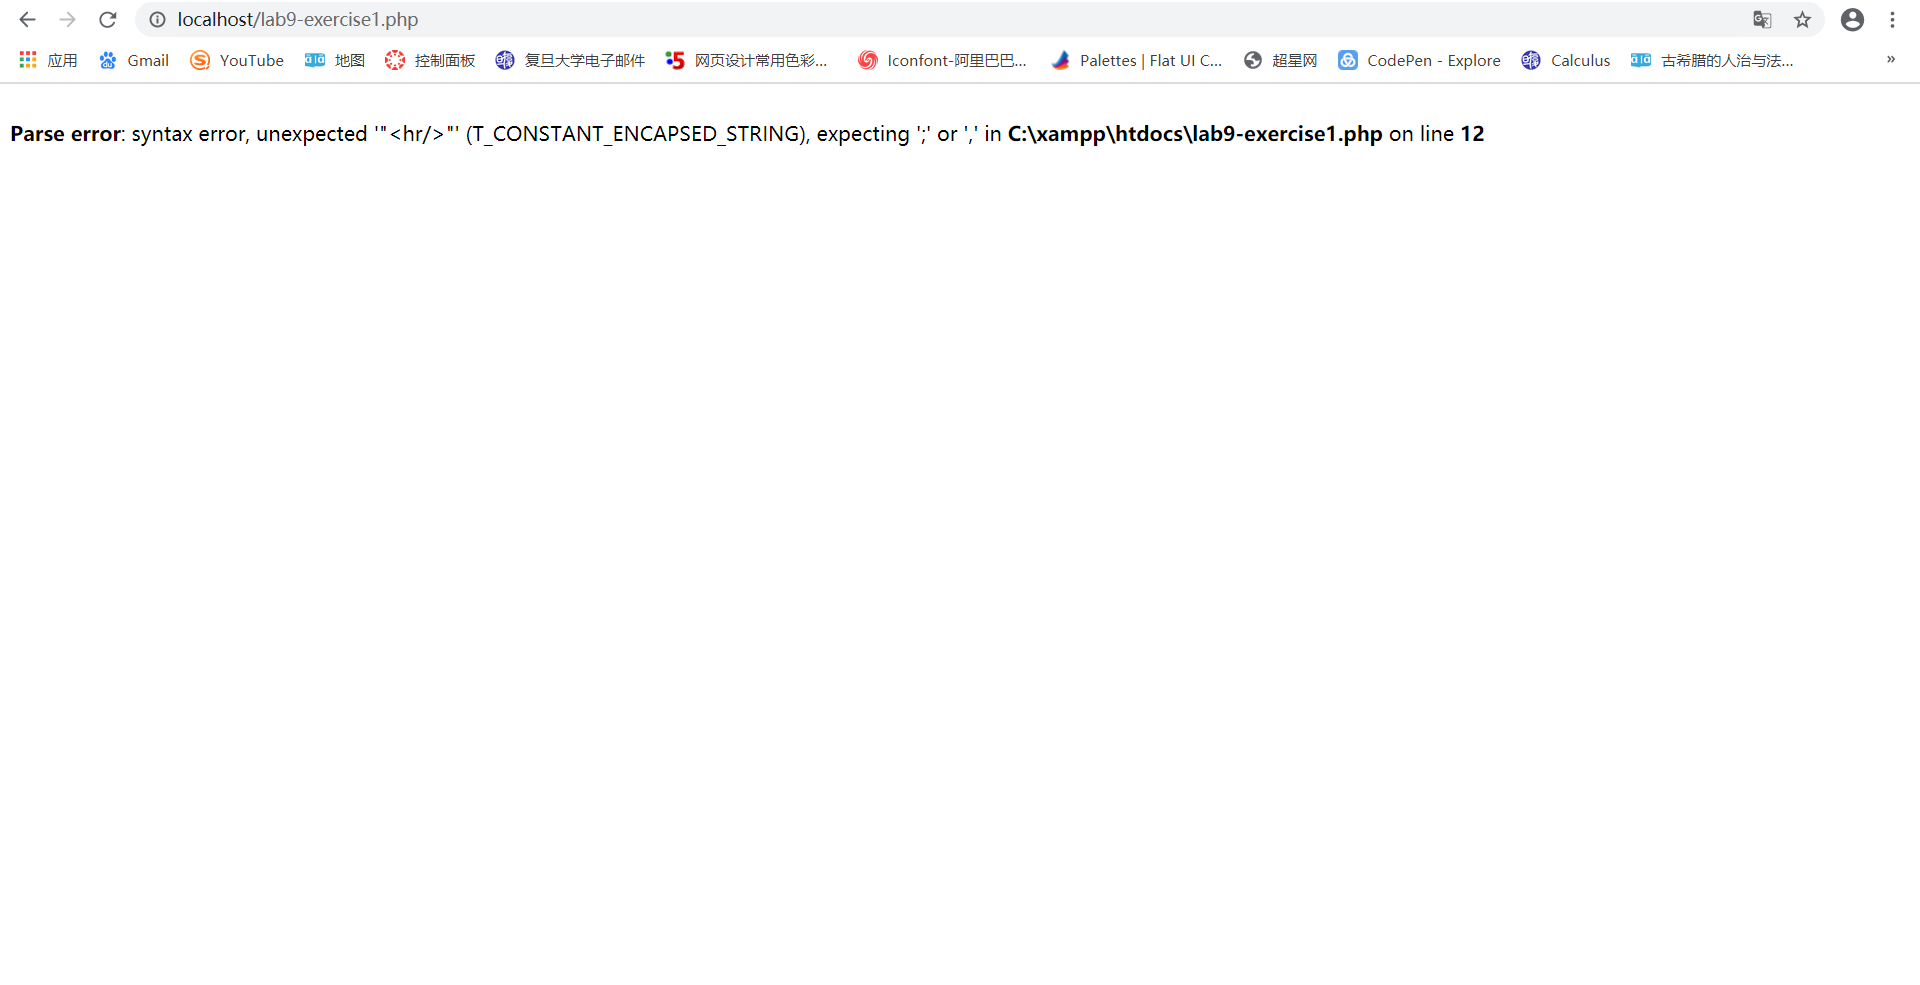 localhost/lab9-exercise1.php
应用 Gmail YouTube 地图 控制面板 复旦大学电子邮件 网页设计常用色彩... Iconfont-阿里巴巴... Palettes | Flat UI C... 超星网 CodePen - Explore Calculus 古希腊的人治与法... »
Parse error: syntax error, unexpected '"<hr/>"' (T_CONSTANT_ENCAPSED_STRING), expecting ';' or ',' in C:\xampp\htdocs\lab9-exercise1.php on line 12